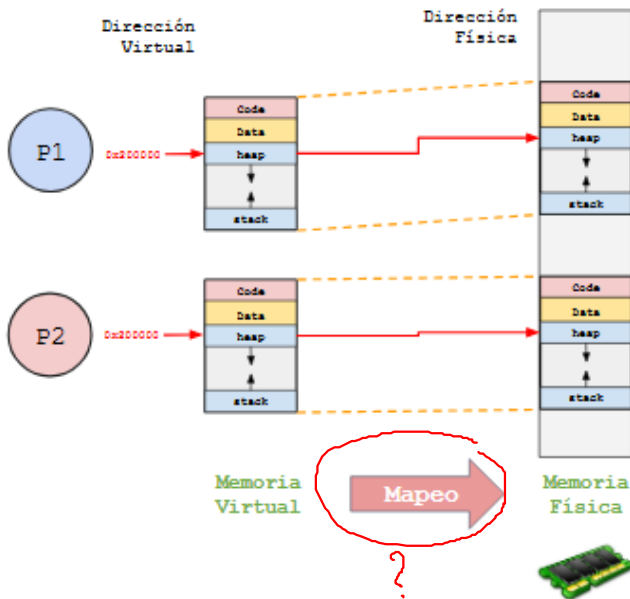 Dirección
Virtual
Dirección
Física
P1
0x200000
Code
Data
heap
stack
Code
Data
heap
stack
P2
0x200000
Code
Data
heap
stack
Code
Data
heap
stack
Memoria
Virtual
Mapeo
Memoria
Física
?